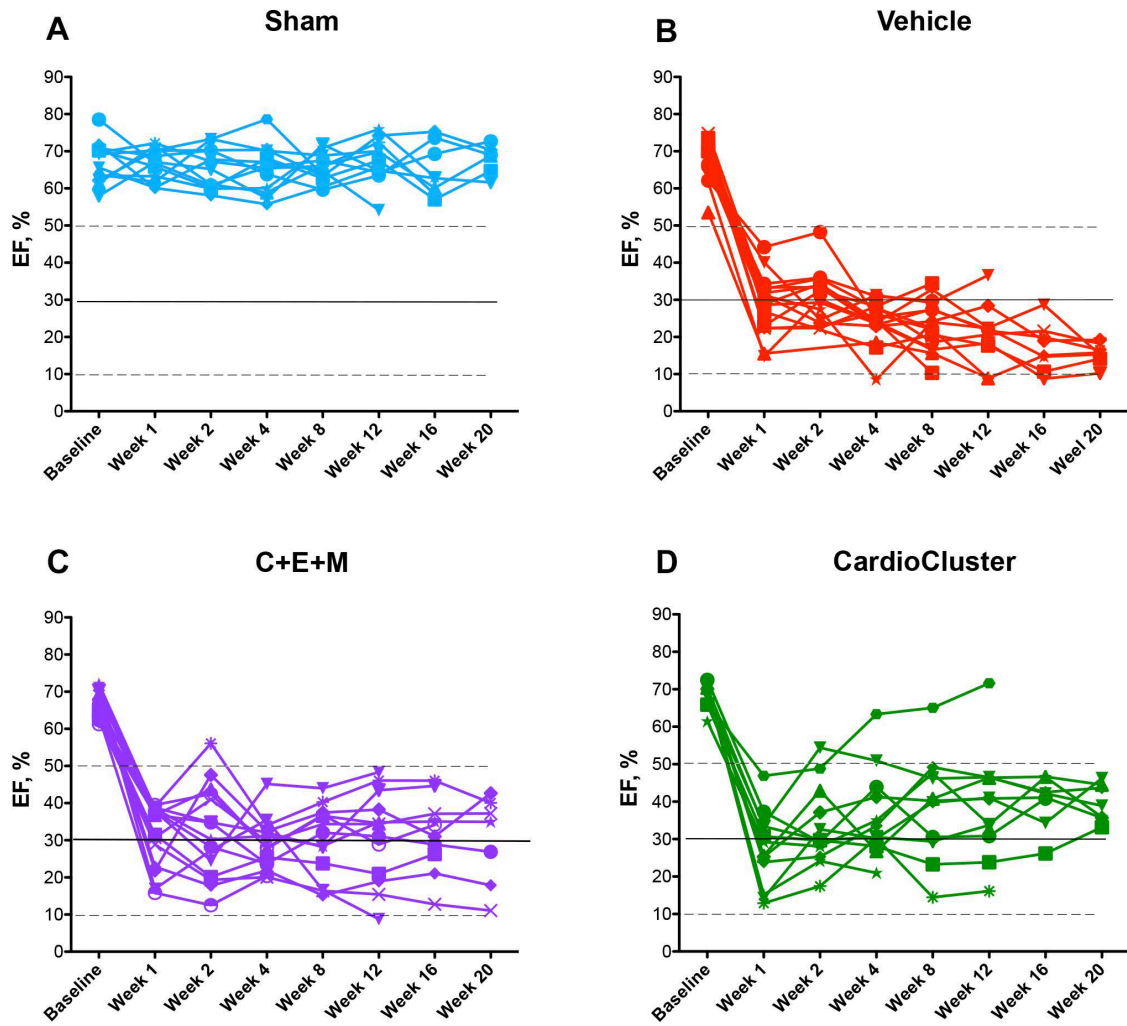 A Sham
EF, %
90
80
70
60
50
40
30
20
10
0
Baseline
Week 1
Week 2
Week 4
Week 8
Week 12
Week 16
Week 20
B Vehicle
EF, %
90
80
70
60
50
40
30
20
10
0
Baseline
Week 1
Week 2
Week 4
Week 8
Week 12
Week 16
Weel 20
C C+E+M
EF, %
90
80
70
60
50
40
30
20
10
0
Baseline
Week 1
Week 2
Week 4
Week 8
Week 12
Week 16
Week 20
D CardioCluster
EF, %
90
80
70
60
50
40
30
20
10
0
Baseline
Week 1
Week 2
Week 4
Week 8
Week 12
Week 16
Week 20